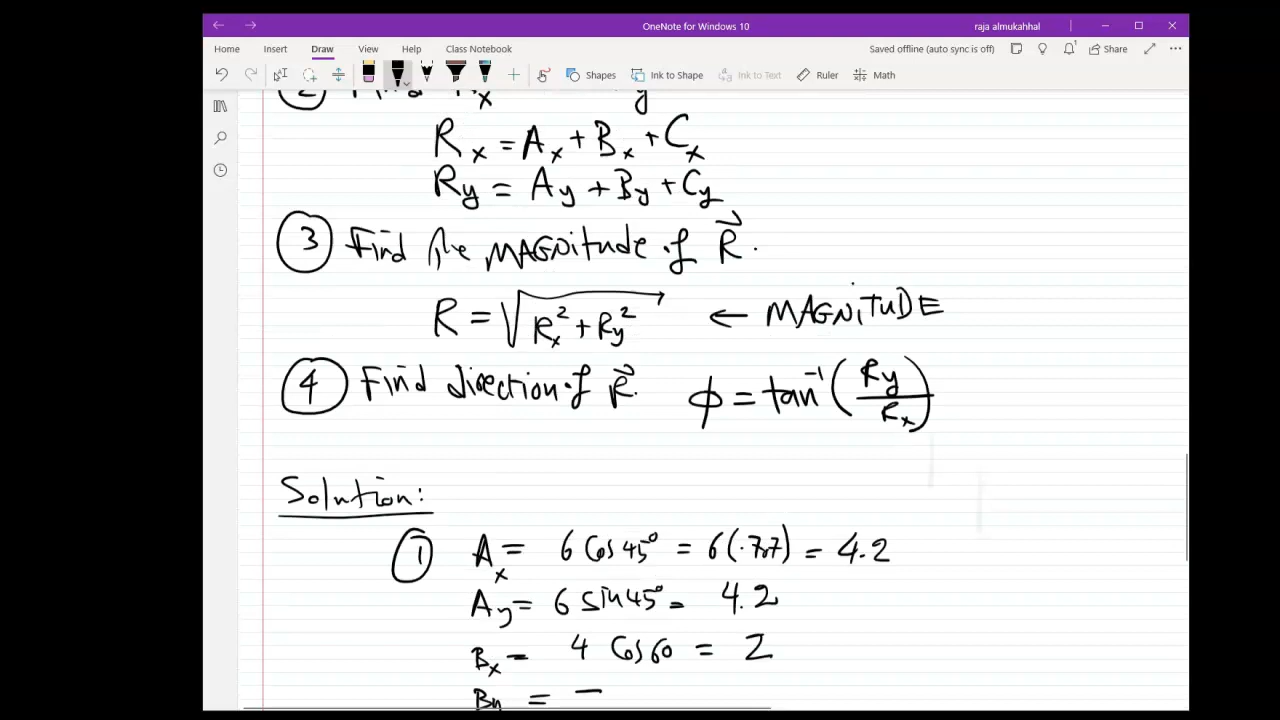 OneNote for Windows 10
raja almukahhal
Home Insert Draw View Help Class Notebook
Saved offline (auto sync is off)
Share
Shapes Ink to Shape Ink to Text Ruler Math
② Find Rx y
Rx = Ax + Bx + Cx
Ry = Ay + By + Cy
③ Find the MAGNitude of R⃗.
R = √(Rx² + Ry²) ← MAGNiTUDE
④ Find direction of R⃗. φ = tan⁻¹(Ry/Rx)
Solution:
① Ax = 6 Cos 45° = 6(.707) = 4.2
Ay = 6 sin 45° = 4.2
Bx = 4 Cos 60 = 2
By = –